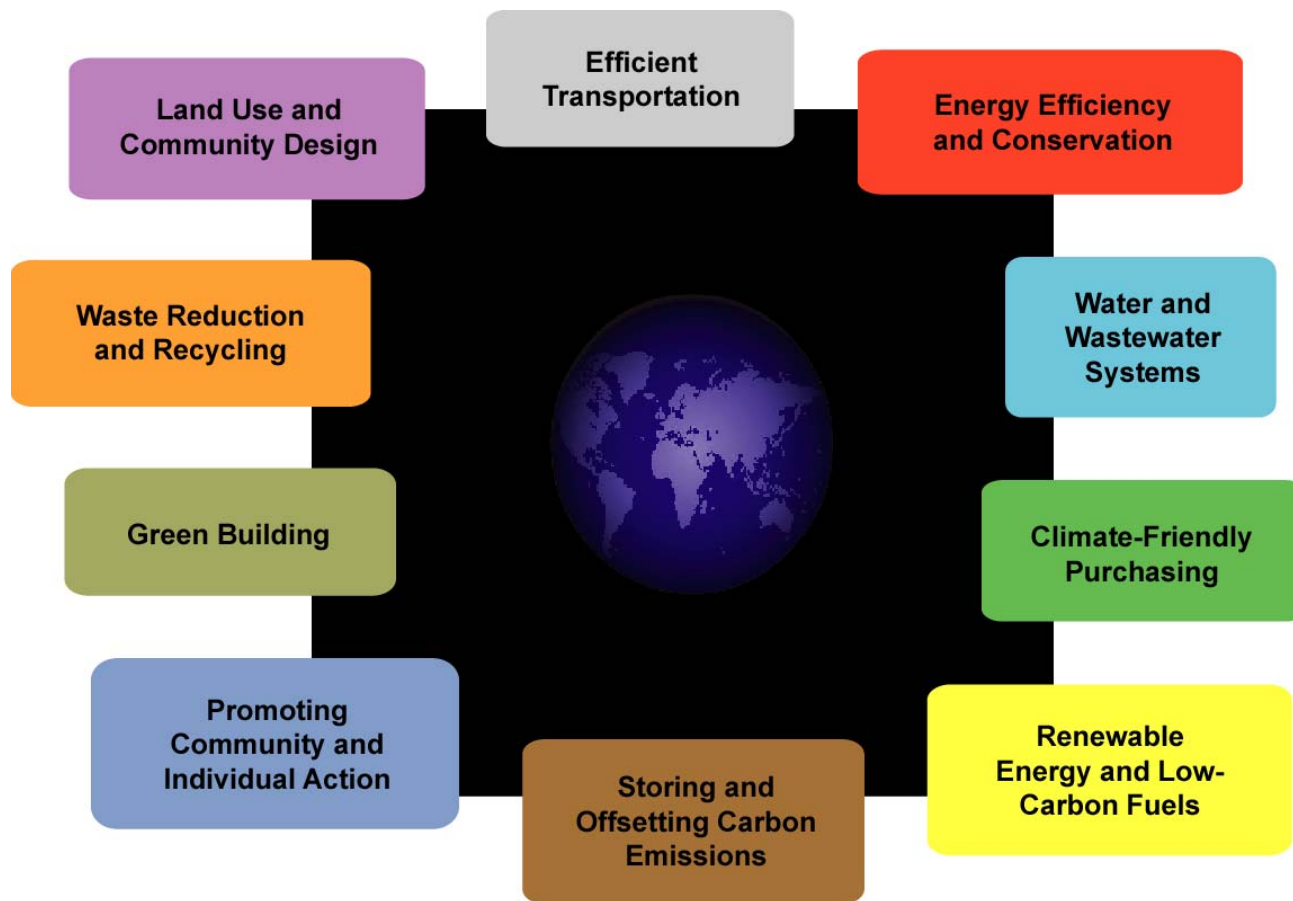 Efficient
Transportation
Land Use and
Community Design
Energy Efficiency
and Conservation
Waste Reduction
and Recycling
Water and
Wastewater
Systems
Green Building
Climate-Friendly
Purchasing
Promoting
Community and
Individual Action
Renewable
Energy and Low-
Carbon Fuels
Storing and
Offsetting Carbon
Emissions